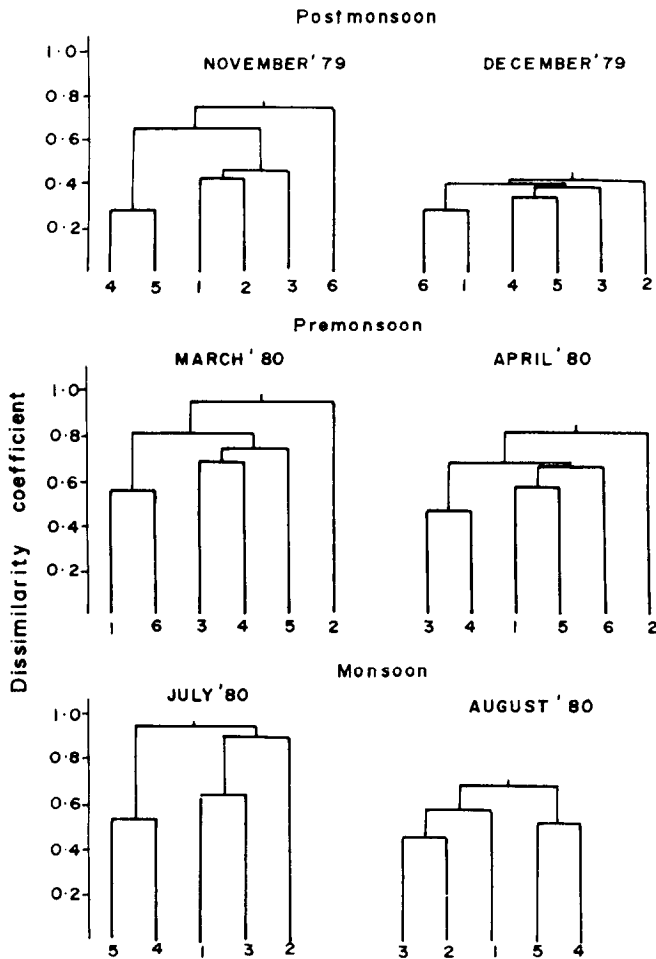 Postmonsoon
NOVEMBER'79
DECEMBER'79
1·0
0·8
0·6
0·4
0·2
4 5 1 2 3 6
6 1 4 5 3 2
Premonsoon
MARCH'80
APRIL'80
1·0
0·8
0·6
0·4
0·2
1 6 3 4 5 2
3 4 1 5 6 2
Dissimilarity coefficient
Monsoon
JULY'80
AUGUST'80
1·0
0·8
0·6
0·4
0·2
5 4 1 3 2
3 2 1 5 4